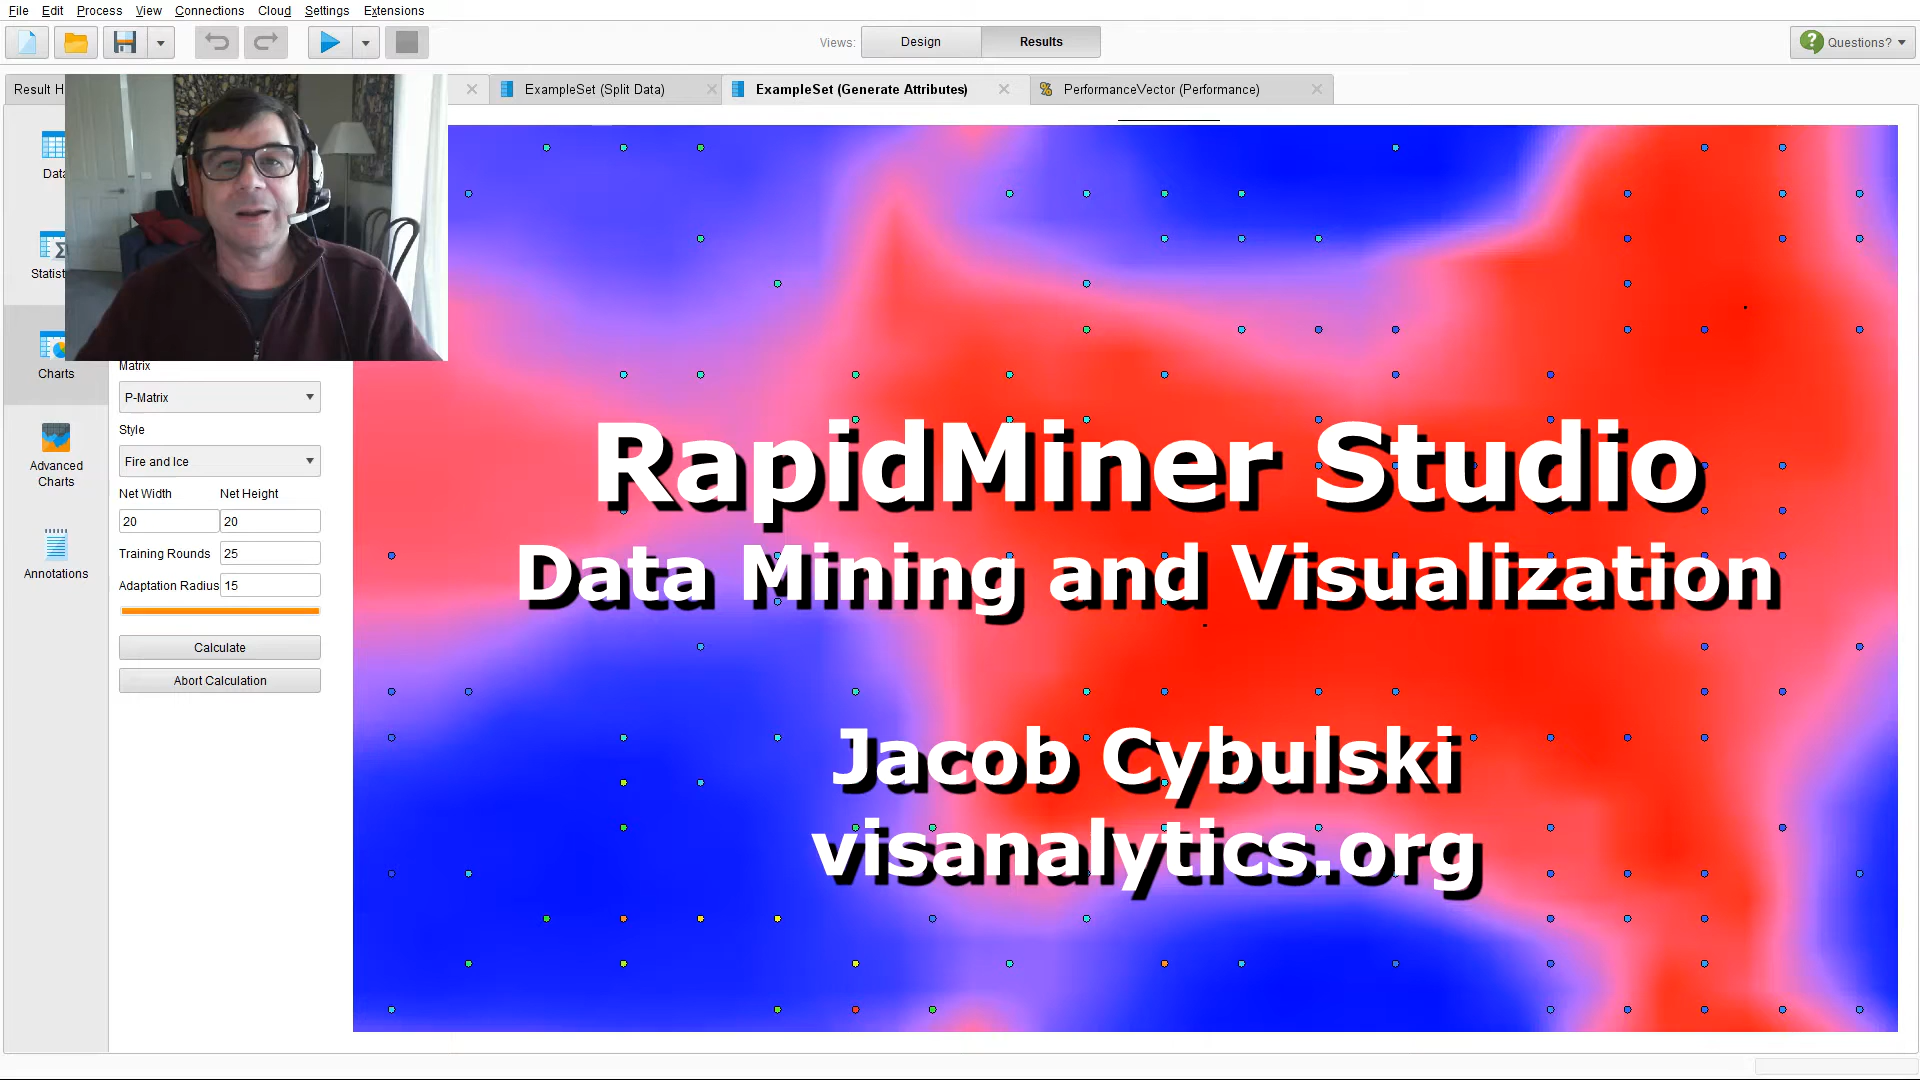 File Edit Process View Connections Cloud Settings Extensions
Views: Design Results Questions?
Result H
ExampleSet (Split Data) ExampleSet (Generate Attributes) PerformanceVector (Performance)
Data
Statist
Charts
Advanced
Charts
Annotations
Matrix
P-Matrix
Style
Fire and Ice
Net Width Net Height
20 20
Training Rounds 25
Adaptation Radius 15
Calculate
Abort Calculation
RapidMiner Studio
Data Mining and Visualization
Jacob Cybulski
visanalytics.org